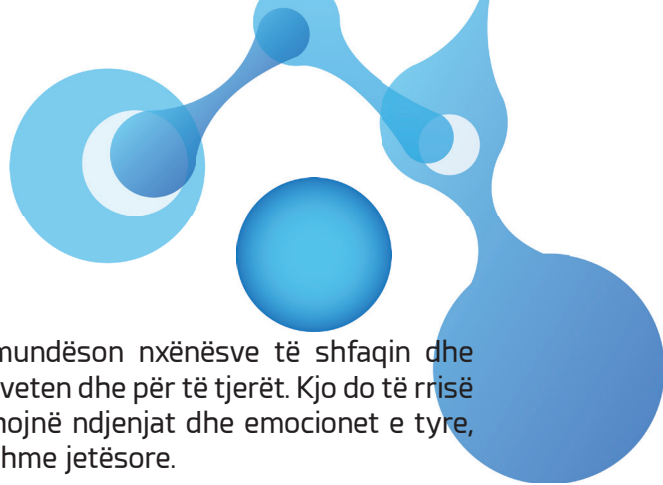 mundëson nxënësve të shfaqin dhe
veten dhe për të tjerët. Kjo do të rrisë
hojnë ndjenjat dhe emocionet e tyre,
hme jetësore.